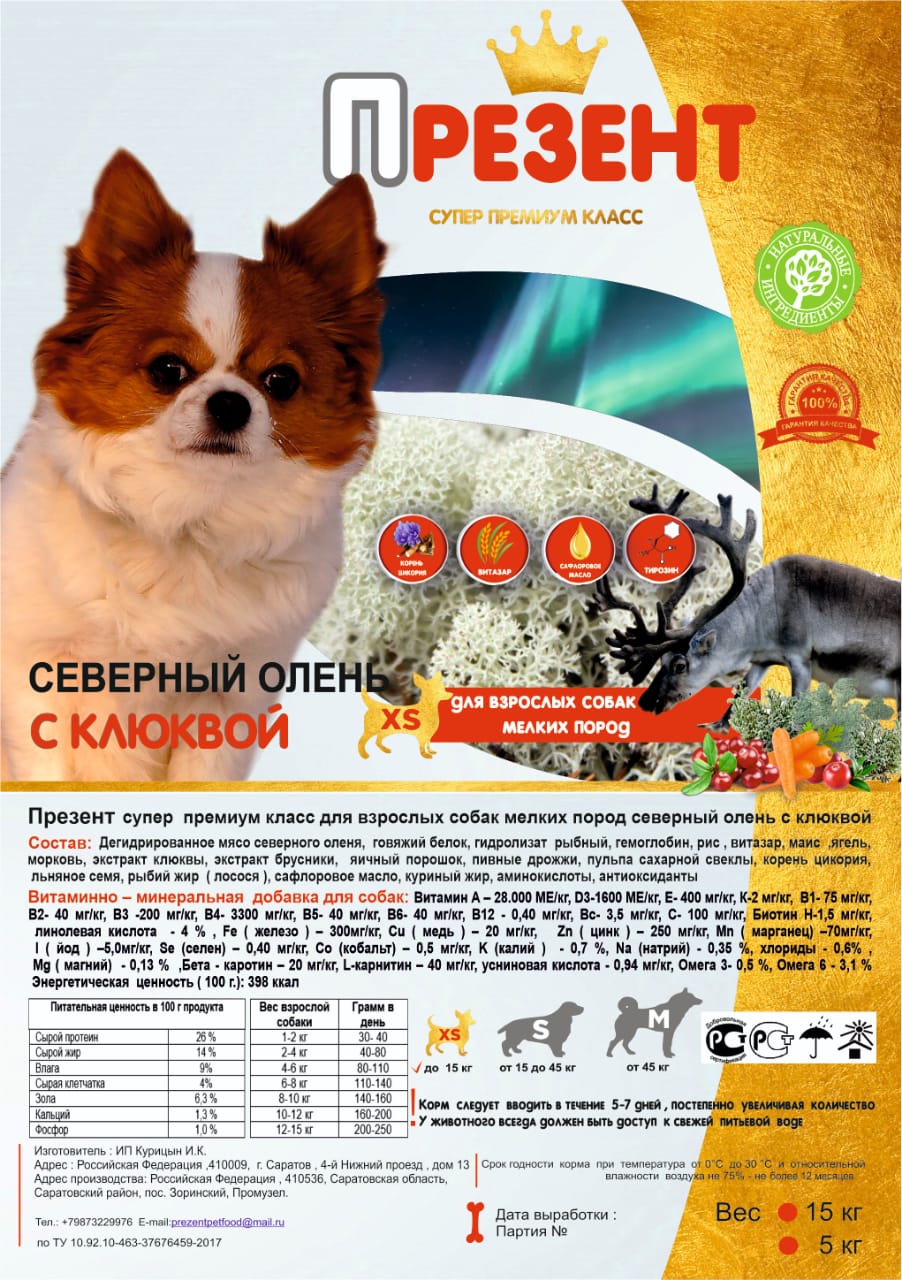 ПРЕЗЕНТ
СУПЕР ПРЕМИУМ КЛАСС
НАТУРАЛЬНЫЕ
ИНГРЕДИЕНТЫ
ГАРАНТИЯ КАЧЕСТВА
100%
ГАРАНТИЯ КАЧЕСТВА
КОРЕНЬ
ЦИКОРИЯ
ВИТАЗАР
САФЛОРОВОЕ
МАСЛО
ТИРОЗИН
СЕВЕРНЫЙ ОЛЕНЬ
С КЛЮКВОЙ
XS
ДЛЯ ВЗРОСЛЫХ СОБАК
МЕЛКИХ ПОРОД
Презент супер премиум класс для взрослых собак мелких пород северный олень с клюквой
Состав: Дегидрированное мясо северного оленя, говяжий белок, гидролизат рыбный, гемоглобин, рис , витазар, маис ,ягель,
морковь, экстракт клюквы, экстракт брусники, яичный порошок, пивные дрожжи, пульпа сахарной свеклы, корень цикория,
льняное семя, рыбий жир ( лосося ), сафлоровое масло, куриный жир, аминокислоты, антиоксиданты
Витаминно – минеральная добавка для собак: Витамин А – 28.000 МЕ/кг, D3-1600 МЕ/кг, Е- 400 мг/кг, К-2 мг/кг, В1- 75 мг/кг,
В2- 40 мг/кг, В3 -200 мг/кг, В4- 3300 мг/кг, В5- 40 мг/кг, В6- 40 мг/кг, В12 - 0,40 мг/кг, Вс- 3,5 мг/кг, С- 100 мг/кг, Биотин Н-1,5 мг/кг,
линолевая кислота - 4 % , Fe ( железо ) – 300мг/кг, Cu ( медь ) – 20 мг/кг, Zn ( цинк ) – 250 мг/кг, Mn ( марганец) –70мг/кг,
I ( йод ) –5,0мг/кг, Se (селен) – 0,40 мг/кг, Co (кобальт) – 0,5 мг/кг, K (калий ) - 0,7 %, Na (натрий) - 0,35 %, хлориды - 0,6% ,
Mg ( магний) - 0,13 % ,Бета - каротин – 20 мг/кг, L-карнитин – 40 мг/кг, усниновая кислота - 0,94 мг/кг, Омега 3- 0,5 %, Омега 6 - 3,1 %
Энергетическая ценность ( 100 г.): 398 ккал
Питательная ценность в 100 г продукта
Сырой протеин 26 %
Сырой жир 14 %
Влага 9%
Сырая клетчатка 4%
Зола 6,3 %
Кальций 1,3 %
Фосфор 1,0 %
Вес взрослой собаки Грамм в день
1-2 кг 30- 40
2-4 кг 40-80
4-6 кг 80-110
6-8 кг 110-140
8-10 кг 140-160
10-12 кг 160-200
12-15 кг 200-250
XS S M
до 15 кг от 15 до 45 кг от 45 кг
Добровольная
сертификация
РСТ РСТ
! Корм следует вводить в течение 5-7 дней , постепенно увеличивая количество
У животного всегда должен быть доступ к свежей питьевой воде
Изготовитель : ИП Курицын И.К.
Адрес : Российская Федерация ,410009, г. Саратов , 4-й Нижний проезд , дом 13
Адрес производства: Российская Федерация , 410536, Саратовская область,
Саратовский район, пос. Зоринский, Промузел.
Тел.: +79873229976 E-mail:prezentpetfood@mail.ru
по ТУ 10.92.10-463-37676459-2017
Срок годности корма при температура от 0°С до 30 °С и относительной
влажности воздуха не 75% - не более 12 месяцев
Дата выработки :
Партия №
Вес 15 кг
5 кг